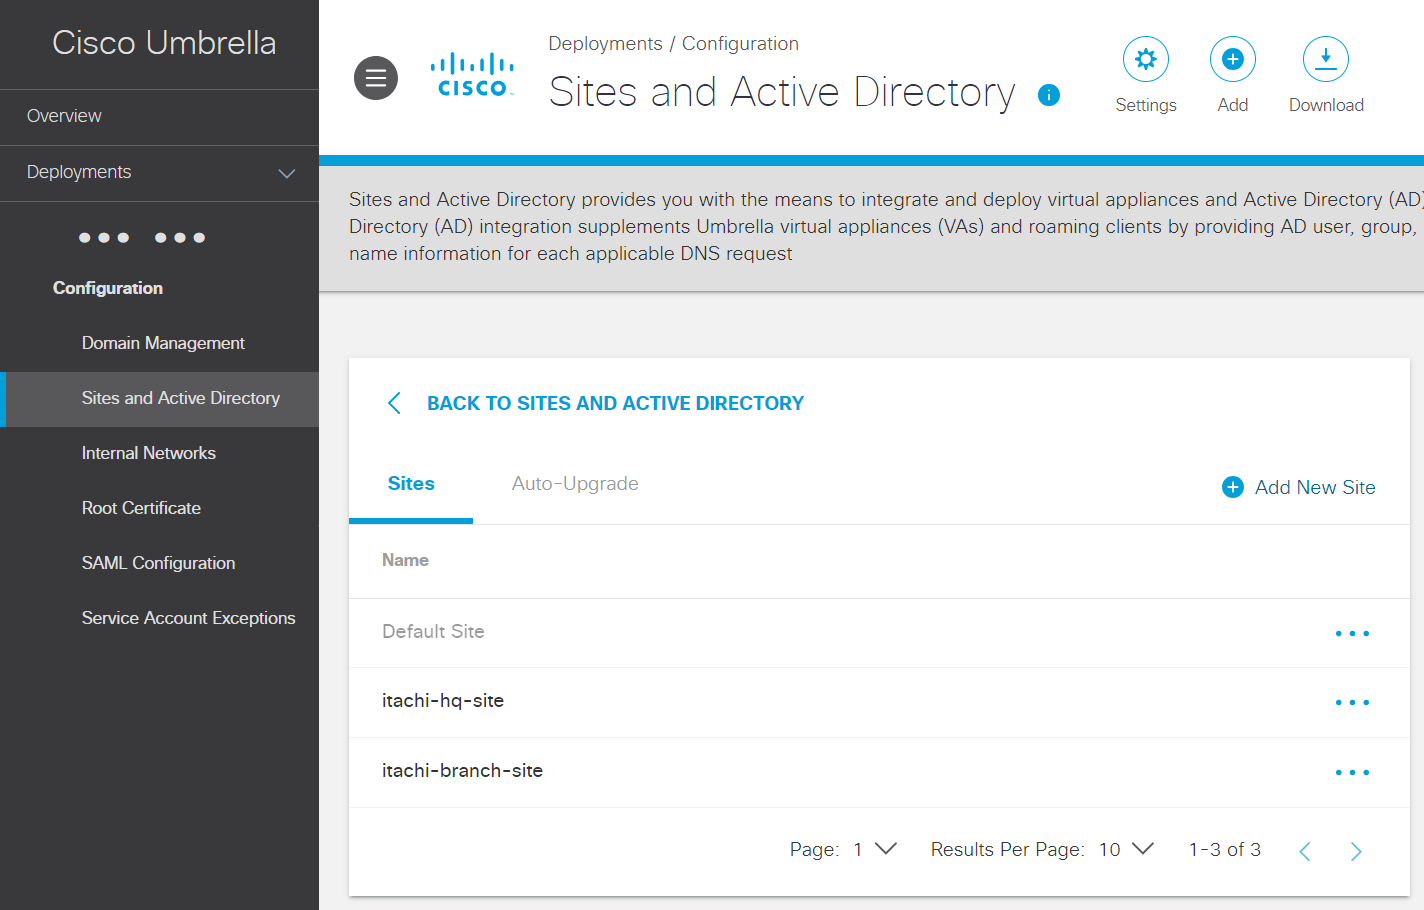 Cisco Umbrella
Overview
Deployments
Configuration
Domain Management
Sites and Active Directory
Internal Networks
Root Certificate
SAML Configuration
Service Account Exceptions
cisco
Deployments / Configuration
Sites and Active Directory
Settings
Add
Download
Sites and Active Directory provides you with the means to integrate and deploy virtual appliances and Active Directory (AD)
Directory (AD) integration supplements Umbrella virtual appliances (VAs) and roaming clients by providing AD user, group,
name information for each applicable DNS request
BACK TO SITES AND ACTIVE DIRECTORY
Sites Auto-Upgrade Add New Site
Name
Default Site
itachi-hq-site
itachi-branch-site
Page: 1 Results Per Page: 10 1-3 of 3